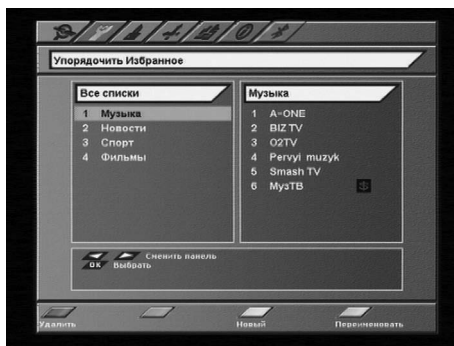 Упорядочить Избранное
Все списки
1 Музыка
2 Новости
3 Спорт
4 Фильмы
Музыка
1 A-ONE
2 BIZ TV
3 O2TV
4 Pervyi muzyk
5 Smash TV
6 МузТВ $
Сменить панель
OK Выбрать
Удалить
Новый
Переименовать